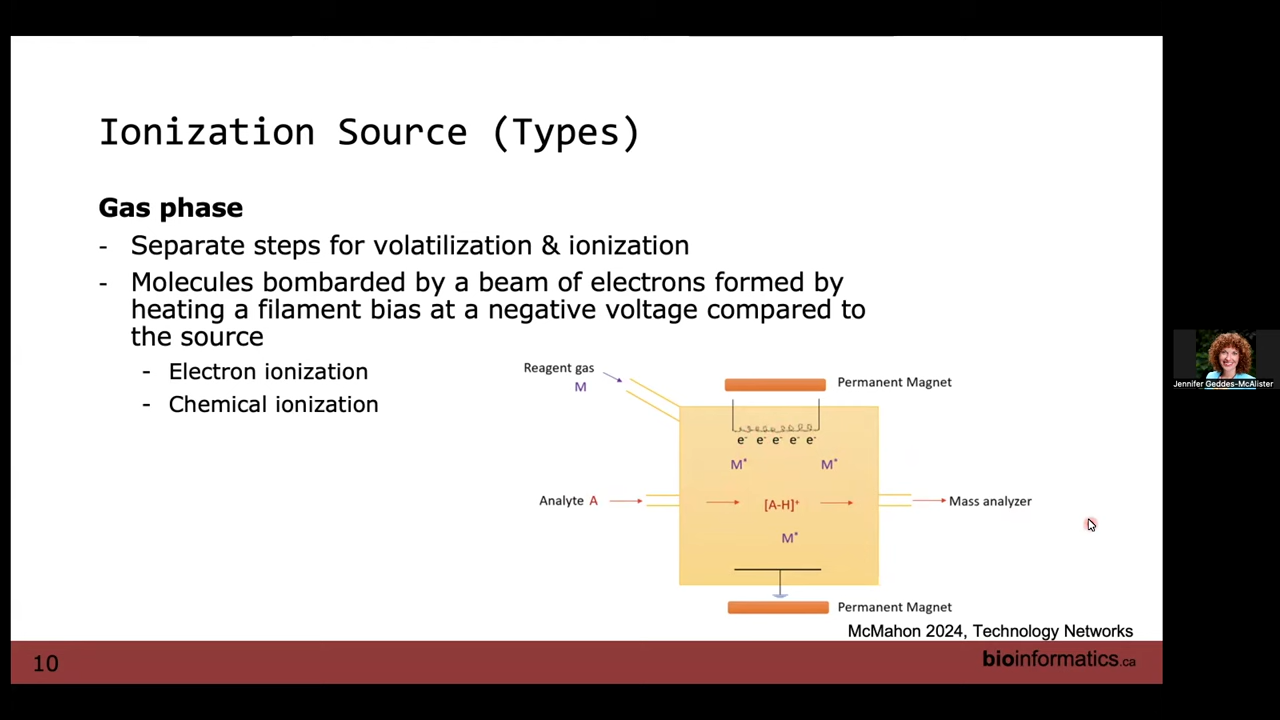 Ionization Source (Types)
Gas phase
- Separate steps for volatilization & ionization
- Molecules bombarded by a beam of electrons formed by
heating a filament bias at a negative voltage compared to
the source
- Electron ionization
- Chemical ionization
Reagent gas
M
Permanent Magnet
e- e- e- e- e-
M* M*
Analyte A
[A-H]+
Mass analyzer
M*
Permanent Magnet
McMahon 2024, Technology Networks
10
bioinformatics.ca
Jennifer Geddes-McAlister